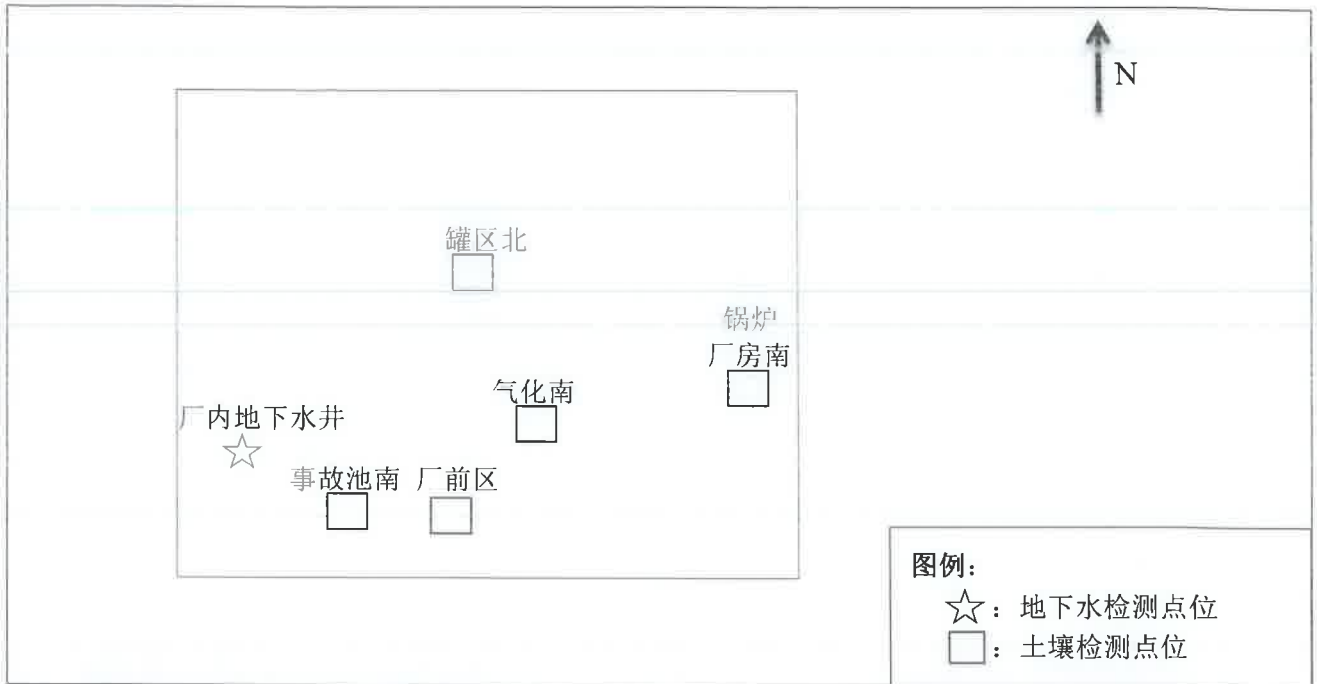 N
罐区北
锅炉
厂房南
气化南
厂内地下水井
事故池南 厂前区
图例：
☆：地下水检测点位
□：土壤检测点位